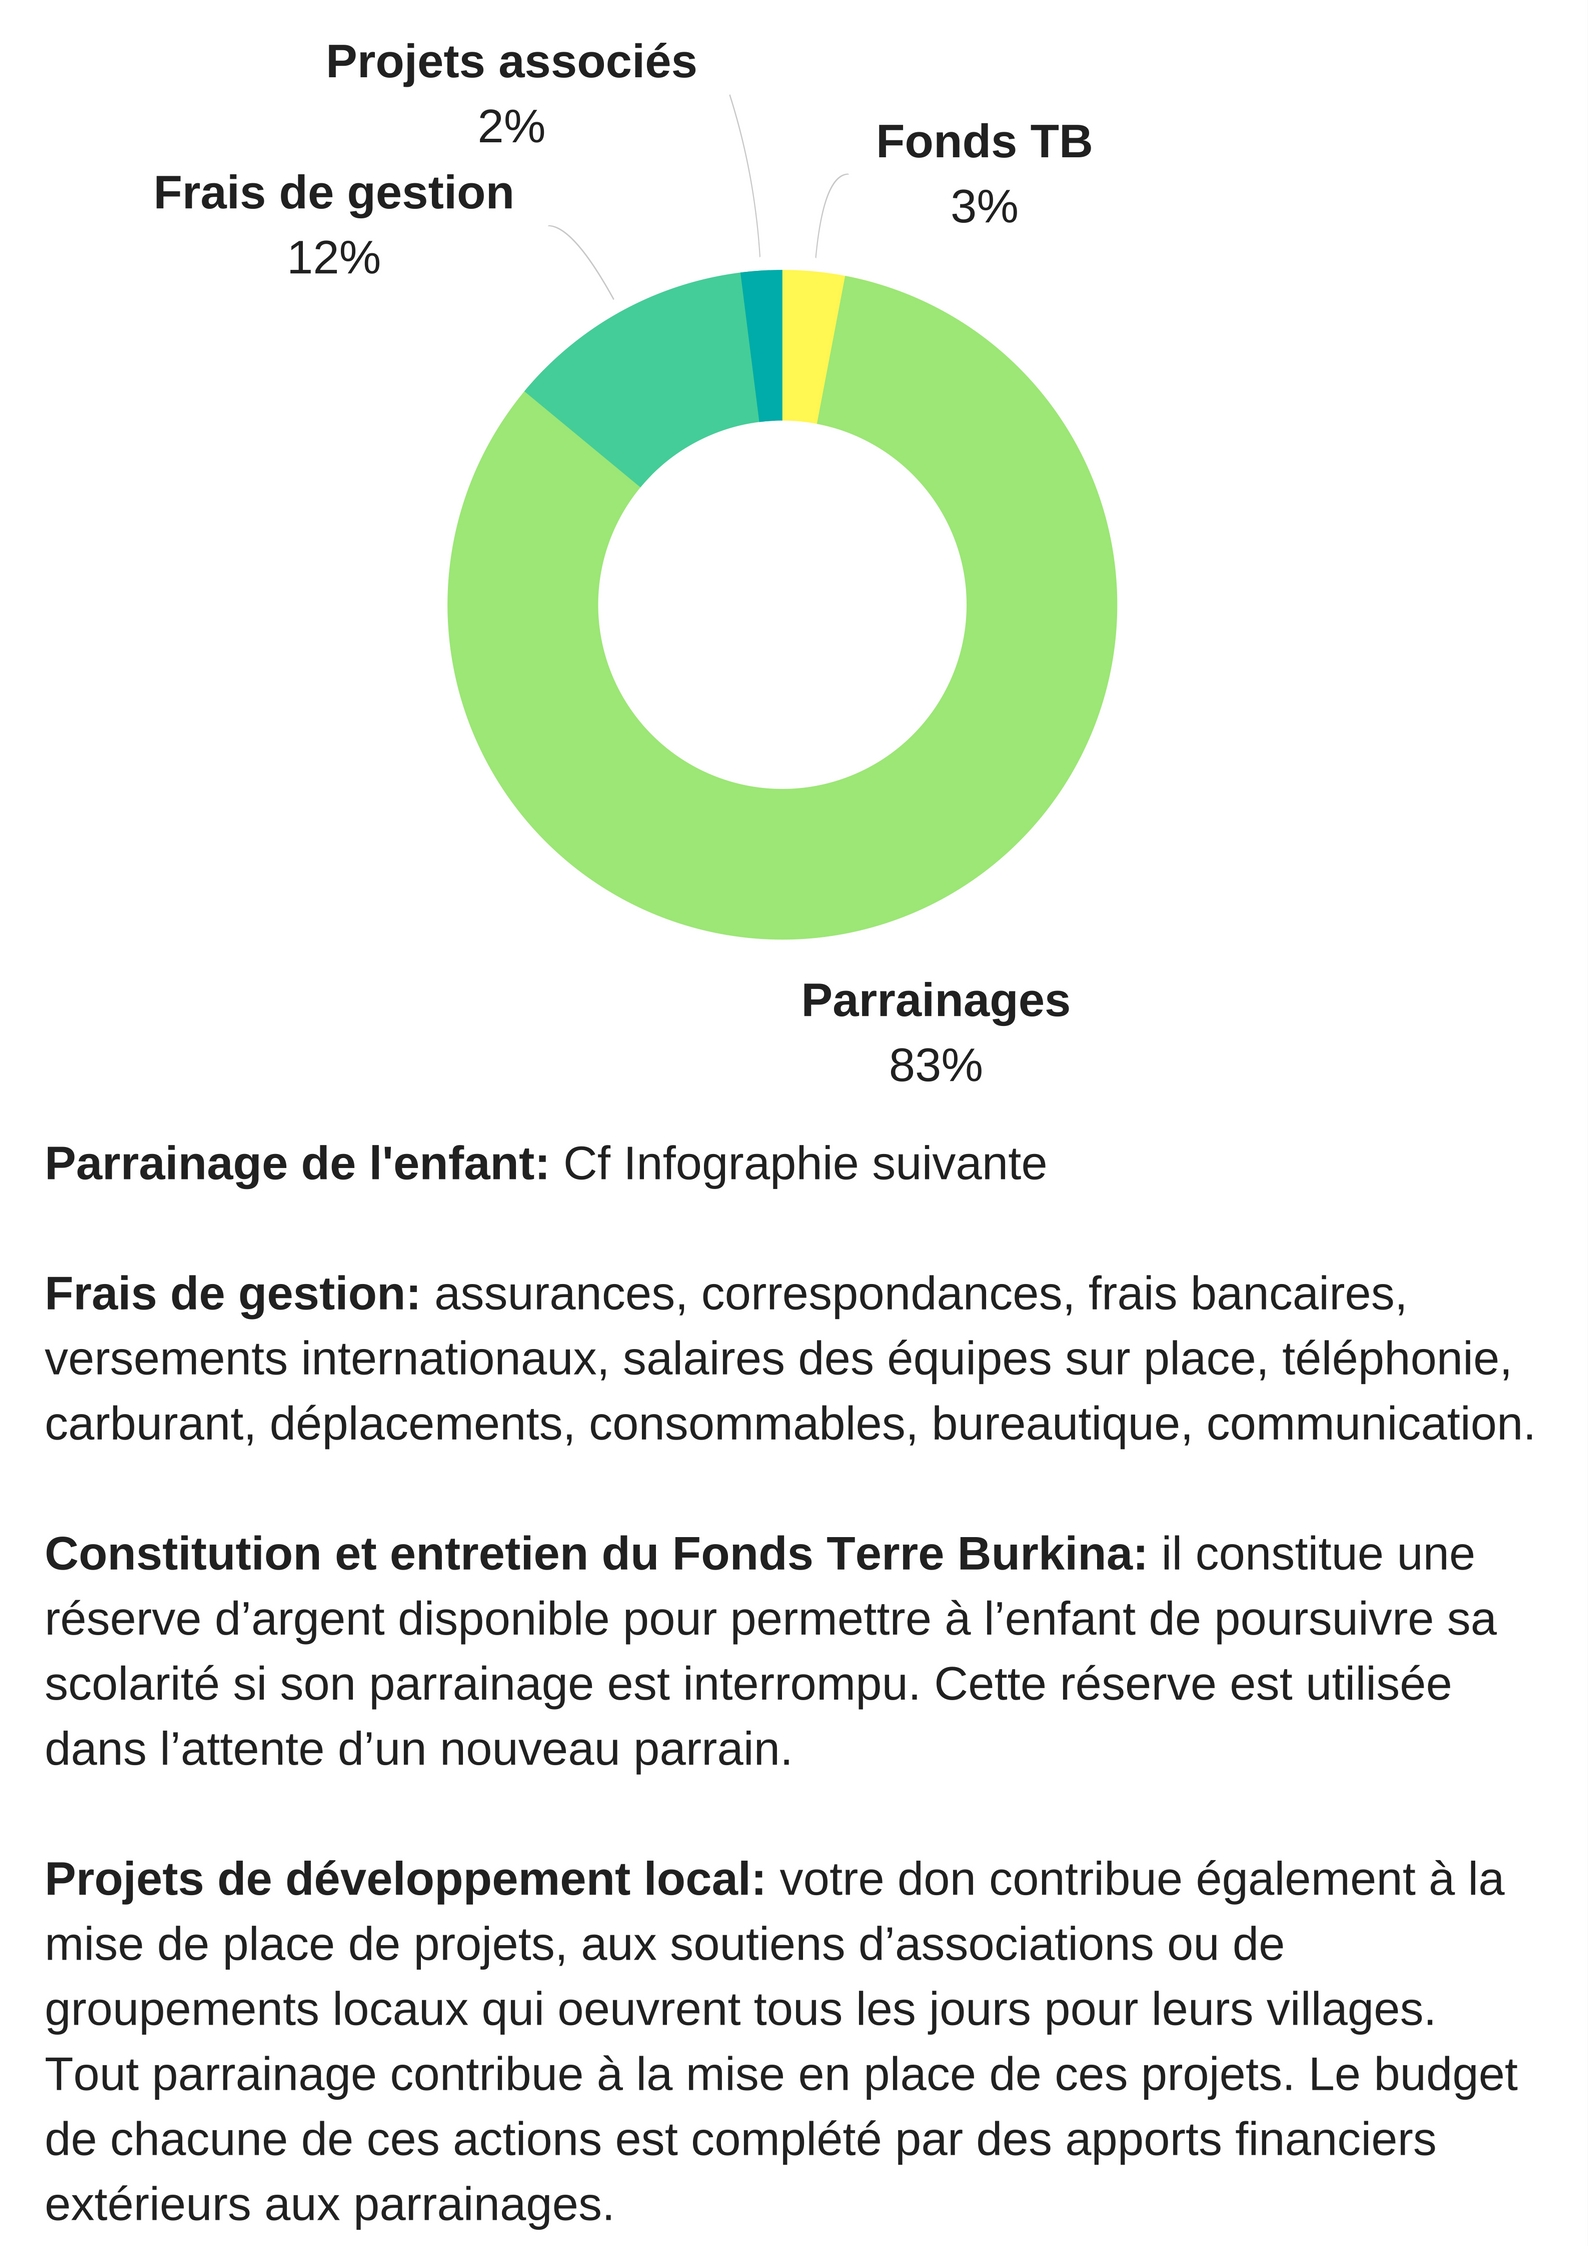 Projets associés
2%
Fonds TB
3%
Frais de gestion
12%
Parrainages
83%
Parrainage de l'enfant: Cf Infographie suivante
Frais de gestion: assurances, correspondances, frais bancaires,
versements internationaux, salaires des équipes sur place, téléphonie,
carburant, déplacements, consommables, bureautique, communication.
Constitution et entretien du Fonds Terre Burkina: il constitue une
réserve d’argent disponible pour permettre à l’enfant de poursuivre sa
scolarité si son parrainage est interrompu. Cette réserve est utilisée
dans l’attente d’un nouveau parrain.
Projets de développement local: votre don contribue également à la
mise de place de projets, aux soutiens d’associations ou de
groupements locaux qui oeuvrent tous les jours pour leurs villages.
Tout parrainage contribue à la mise en place de ces projets. Le budget
de chacune de ces actions est complété par des apports financiers
extérieurs aux parrainages.